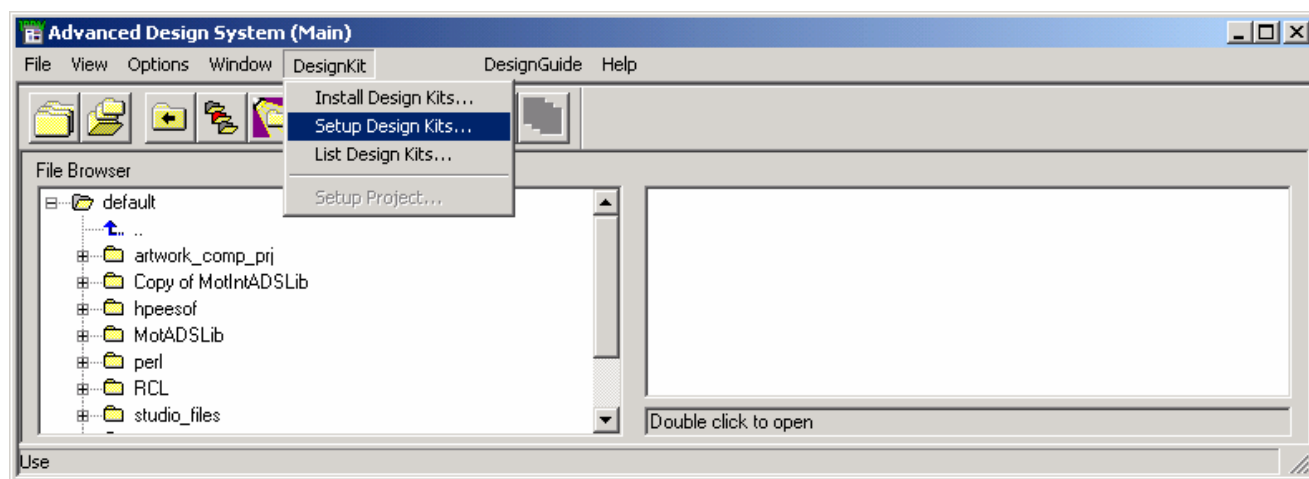 Advanced Design System (Main)
File View Options Window DesignKit DesignGuide Help
Install Design Kits...
Setup Design Kits...
List Design Kits...
Setup Project...
File Browser
default
..
artwork_comp_prj
Copy of MotIntADSLib
hpeesof
MotADSLib
perl
RCL
studio_files
Double click to open
Use